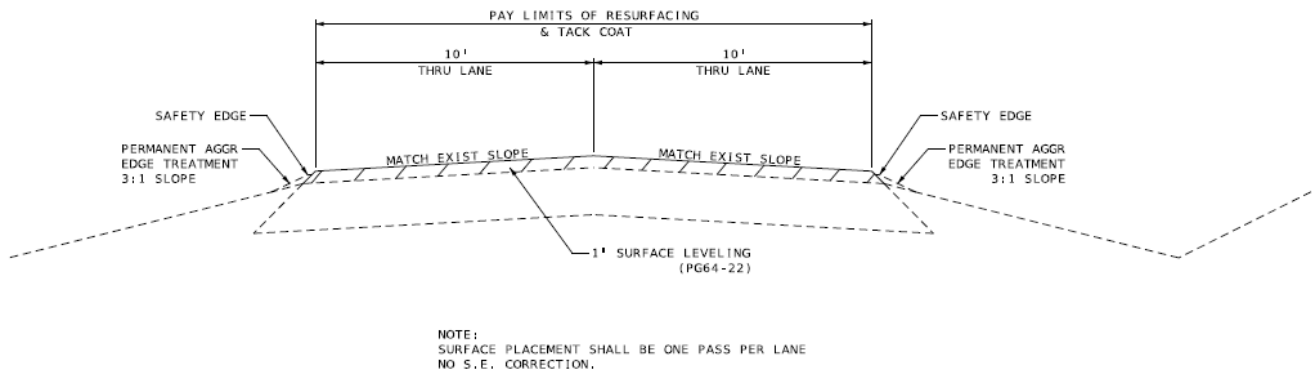 PAY LIMITS OF RESURFACING
& TACK COAT
10'
THRU LANE
10'
THRU LANE
SAFETY EDGE
SAFETY EDGE
PERMANENT AGGR
EDGE TREATMENT
3:1 SLOPE
MATCH EXIST SLOPE
MATCH EXIST SLOPE
PERMANENT AGGR
EDGE TREATMENT
3:1 SLOPE
1' SURFACE LEVELING
(PG64-22)
NOTE:
SURFACE PLACEMENT SHALL BE ONE PASS PER LANE
NO S.E. CORRECTION.